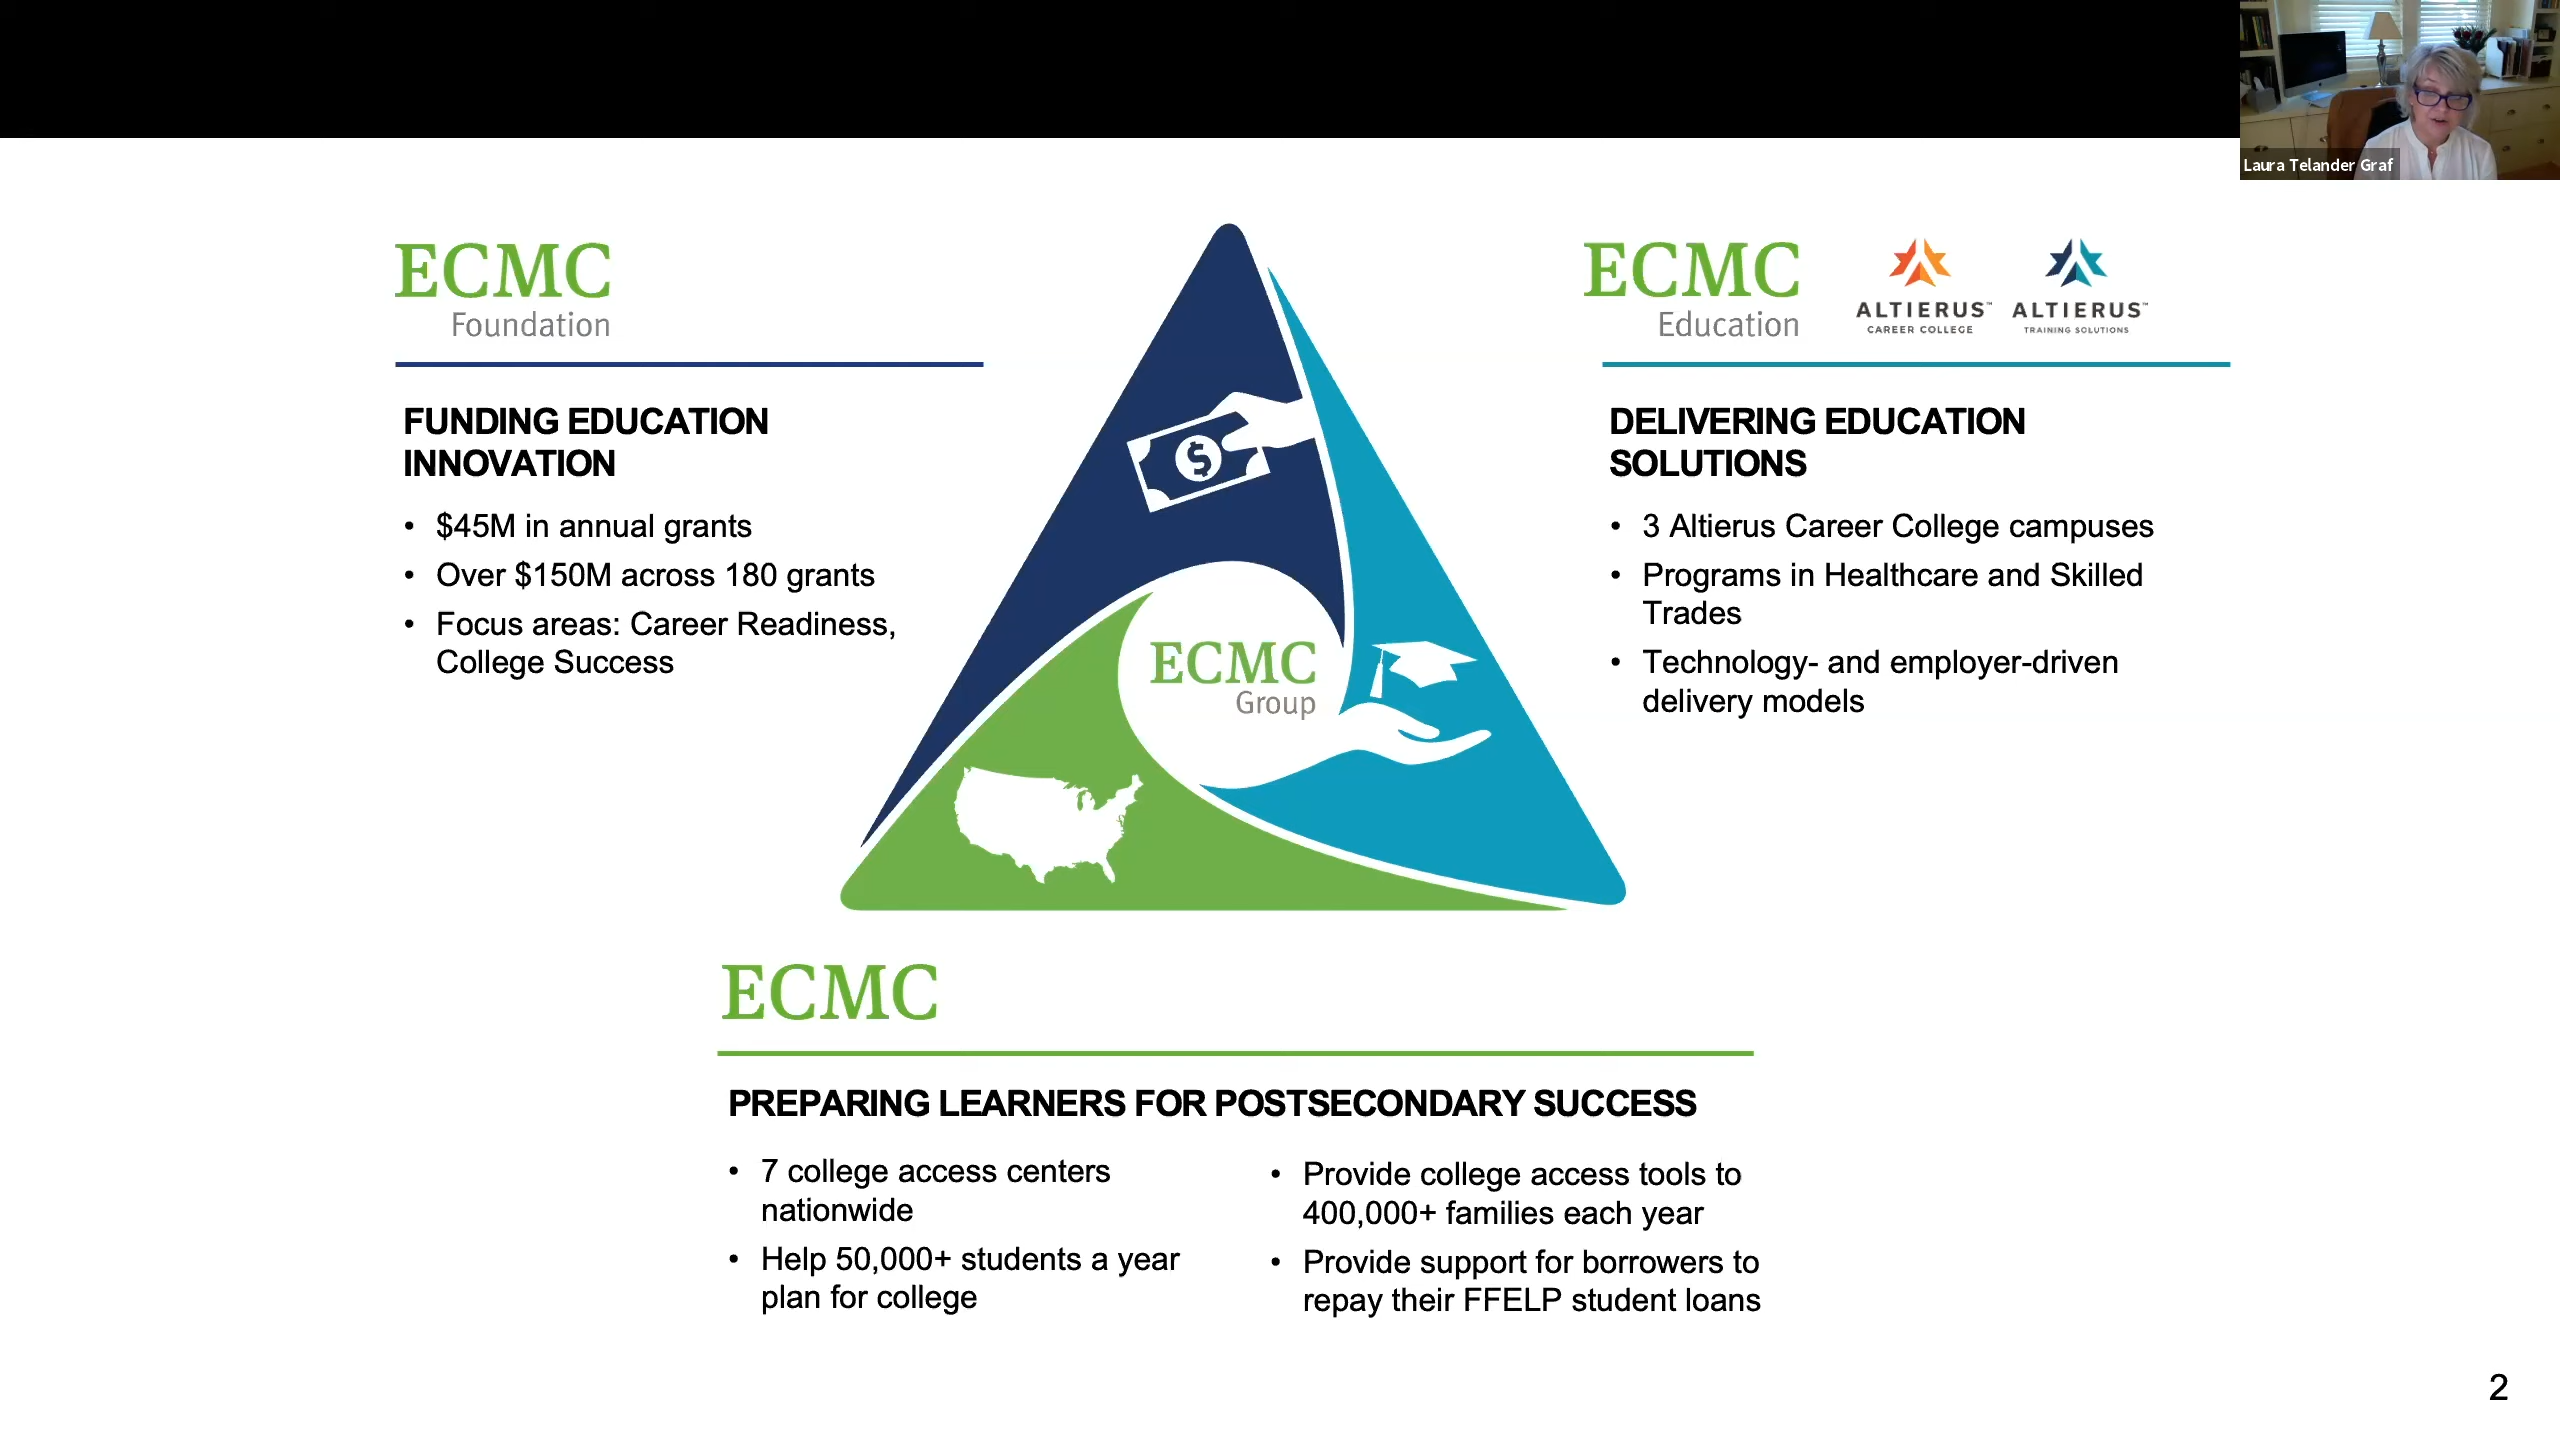 Laura Telander Graf
ECMC
Foundation
FUNDING EDUCATION
INNOVATION
• $45M in annual grants
• Over $150M across 180 grants
• Focus areas: Career Readiness,
College Success
ECMC
Education
ALTIERUS™
CAREER COLLEGE
ALTIERUS™
TRAINING SOLUTIONS
DELIVERING EDUCATION
SOLUTIONS
• 3 Altierus Career College campuses
• Programs in Healthcare and Skilled
Trades
• Technology- and employer-driven
delivery models
$
ECMC
Group
ECMC
PREPARING LEARNERS FOR POSTSECONDARY SUCCESS
• 7 college access centers
nationwide
• Help 50,000+ students a year
plan for college
• Provide college access tools to
400,000+ families each year
• Provide support for borrowers to
repay their FFELP student loans
2